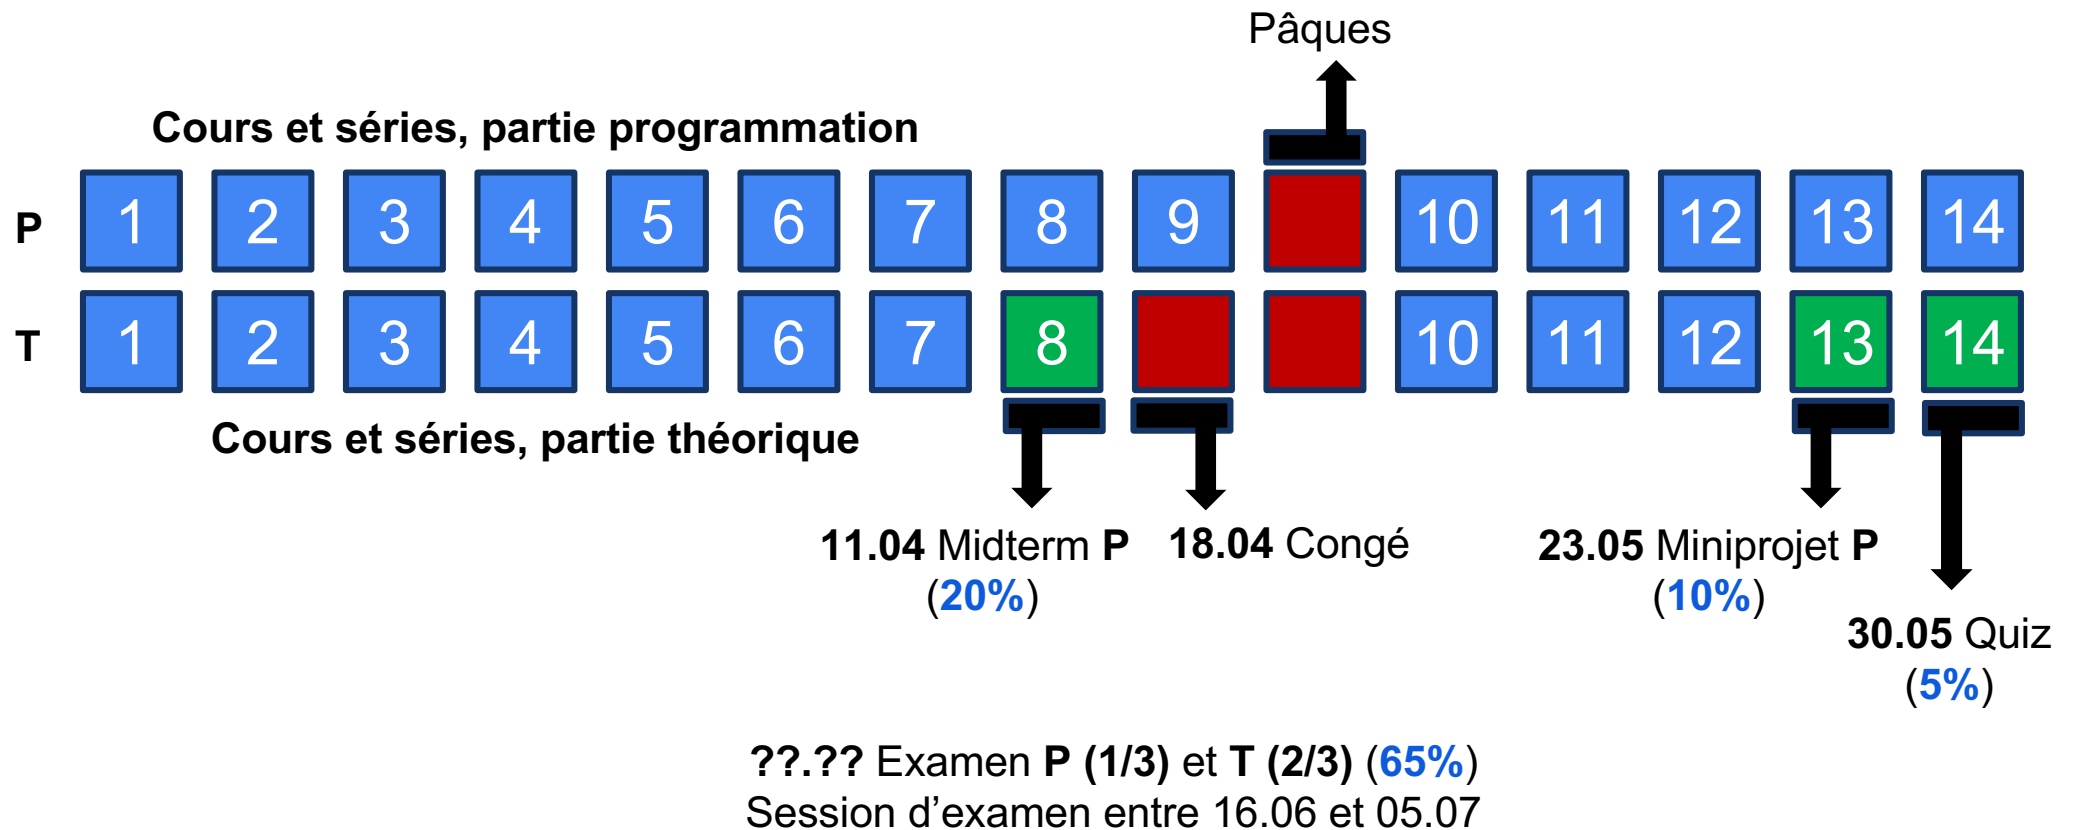 Pâques
Cours et séries, partie programmation
P 1 2 3 4 5 6 7 8 9 10 11 12 13 14
T 1 2 3 4 5 6 7 8 10 11 12 13 14
Cours et séries, partie théorique
11.04 Midterm P
(20%)
18.04 Congé
23.05 Miniprojet P
(10%)
30.05 Quiz
(5%)
??.?? Examen P (1/3) et T (2/3) (65%)
Session d’examen entre 16.06 et 05.07